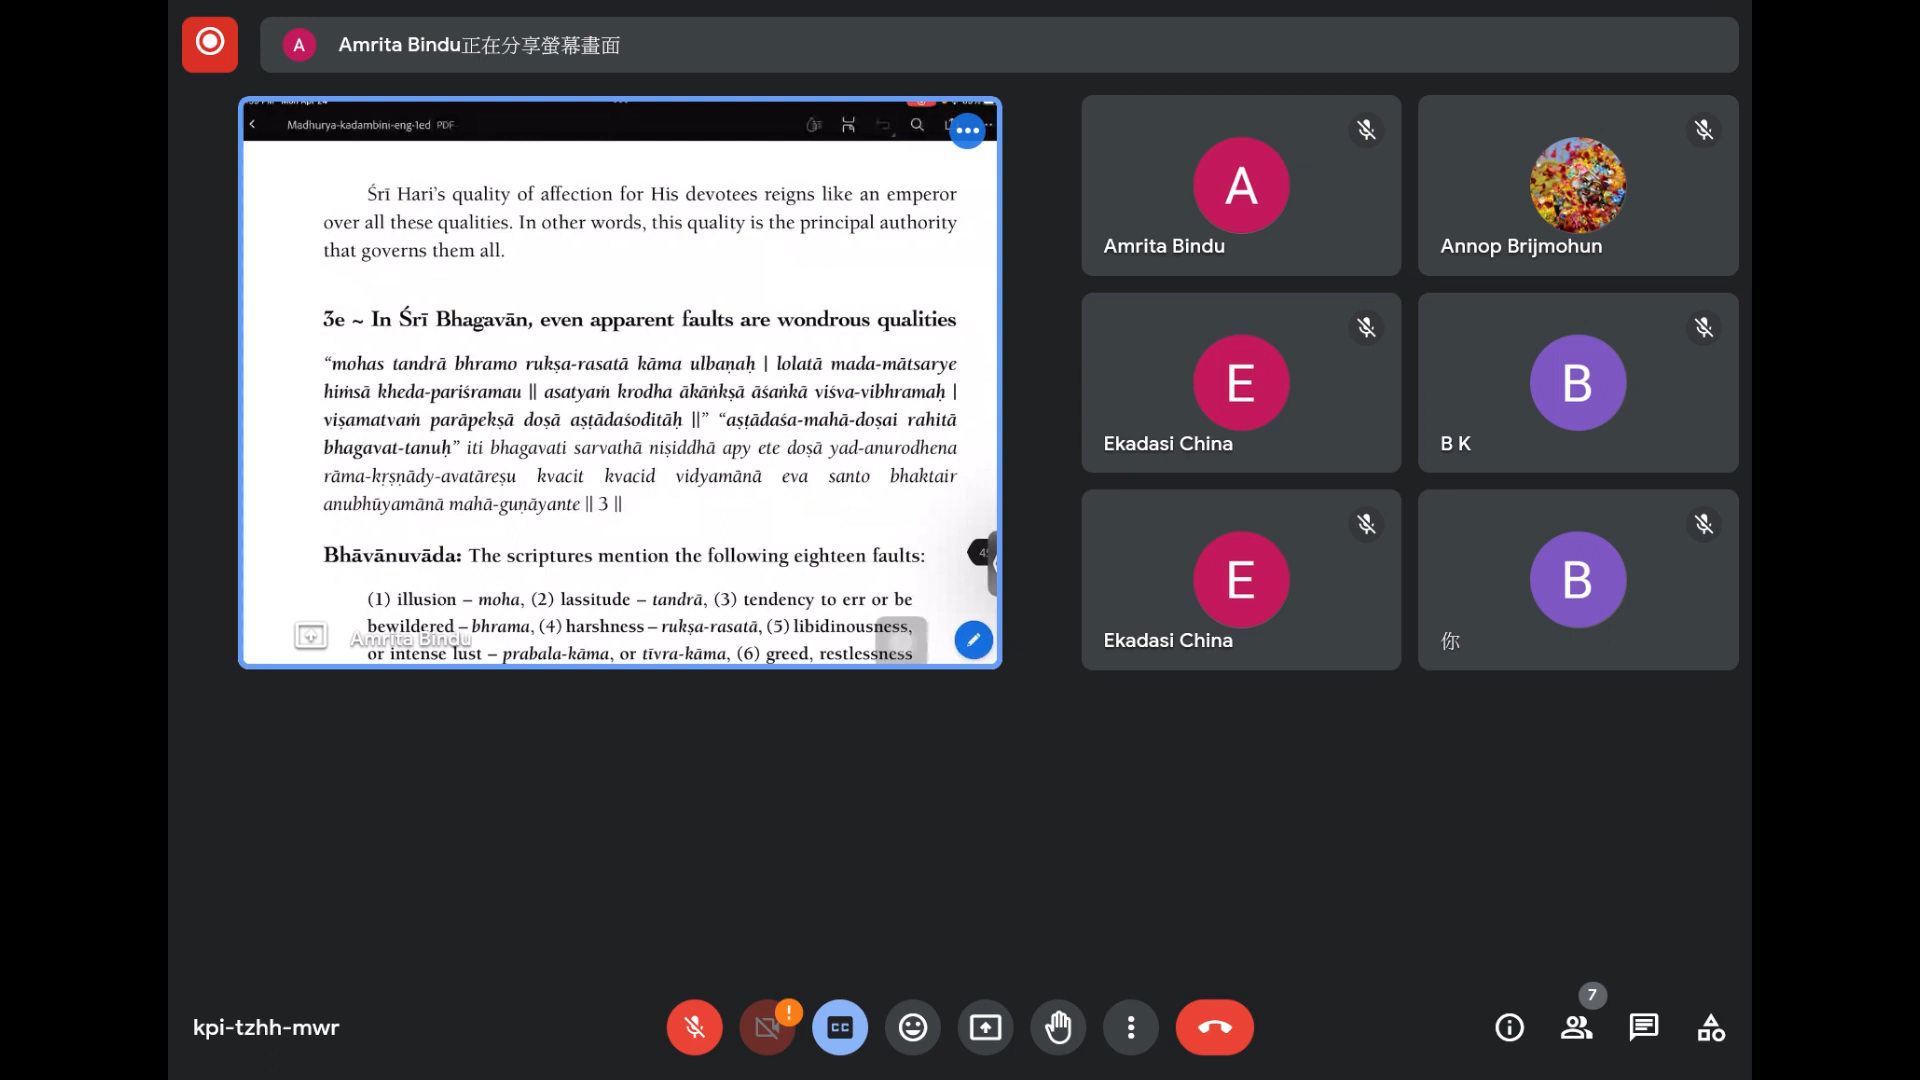 A
Amrita Bindu正在分享螢幕畫面
Madhurya-kadambini-eng-1ed PDF
Śrī Hari's quality of affection for His devotees reigns like an emperor
over all these qualities. In other words, this quality is the principal authority
that governs them all.
3e ~ In Śrī Bhagavān, even apparent faults are wondrous qualities
“mohas tandrā bhramo rukṣa-rasatā kāma ulbaṇaḥ | lolatā mada-mātsarye
hiṁsā kheda-pariśramau || asatyaṁ krodha ākāṅkṣā āśaṅkā viśva-vibhramaḥ |
viṣamatvaṁ parāpekṣā doṣā aṣṭādaśoditāḥ ||” “aṣṭādaśa-mahā-doṣai rahitā
bhagavat-tanuḥ” iti bhagavati sarvathā niṣiddhā apy ete doṣā yad-anurodhena
rāma-kṛṣṇādy-avatāreṣu kvacit kvacid vidyamānā eva santo bhaktair
anubhūyamānā mahā-guṇāyante || 3 ||
Bhāvānuvāda: The scriptures mention the following eighteen faults:
(1) illusion – moha, (2) lassitude – tandrā, (3) tendency to err or be
bewildered – bhrama, (4) harshness – rukṣa-rasatā, (5) libidinousness,
or intense lust – prabala-kāma, or tīvra-kāma, (6) greed, restlessness
Amrita Bindu
A
Amrita Bindu
Annop Brijmohun
E
Ekadasi China
B
B K
E
Ekadasi China
B
你
kpi-tzhh-mwr
!
CC
7